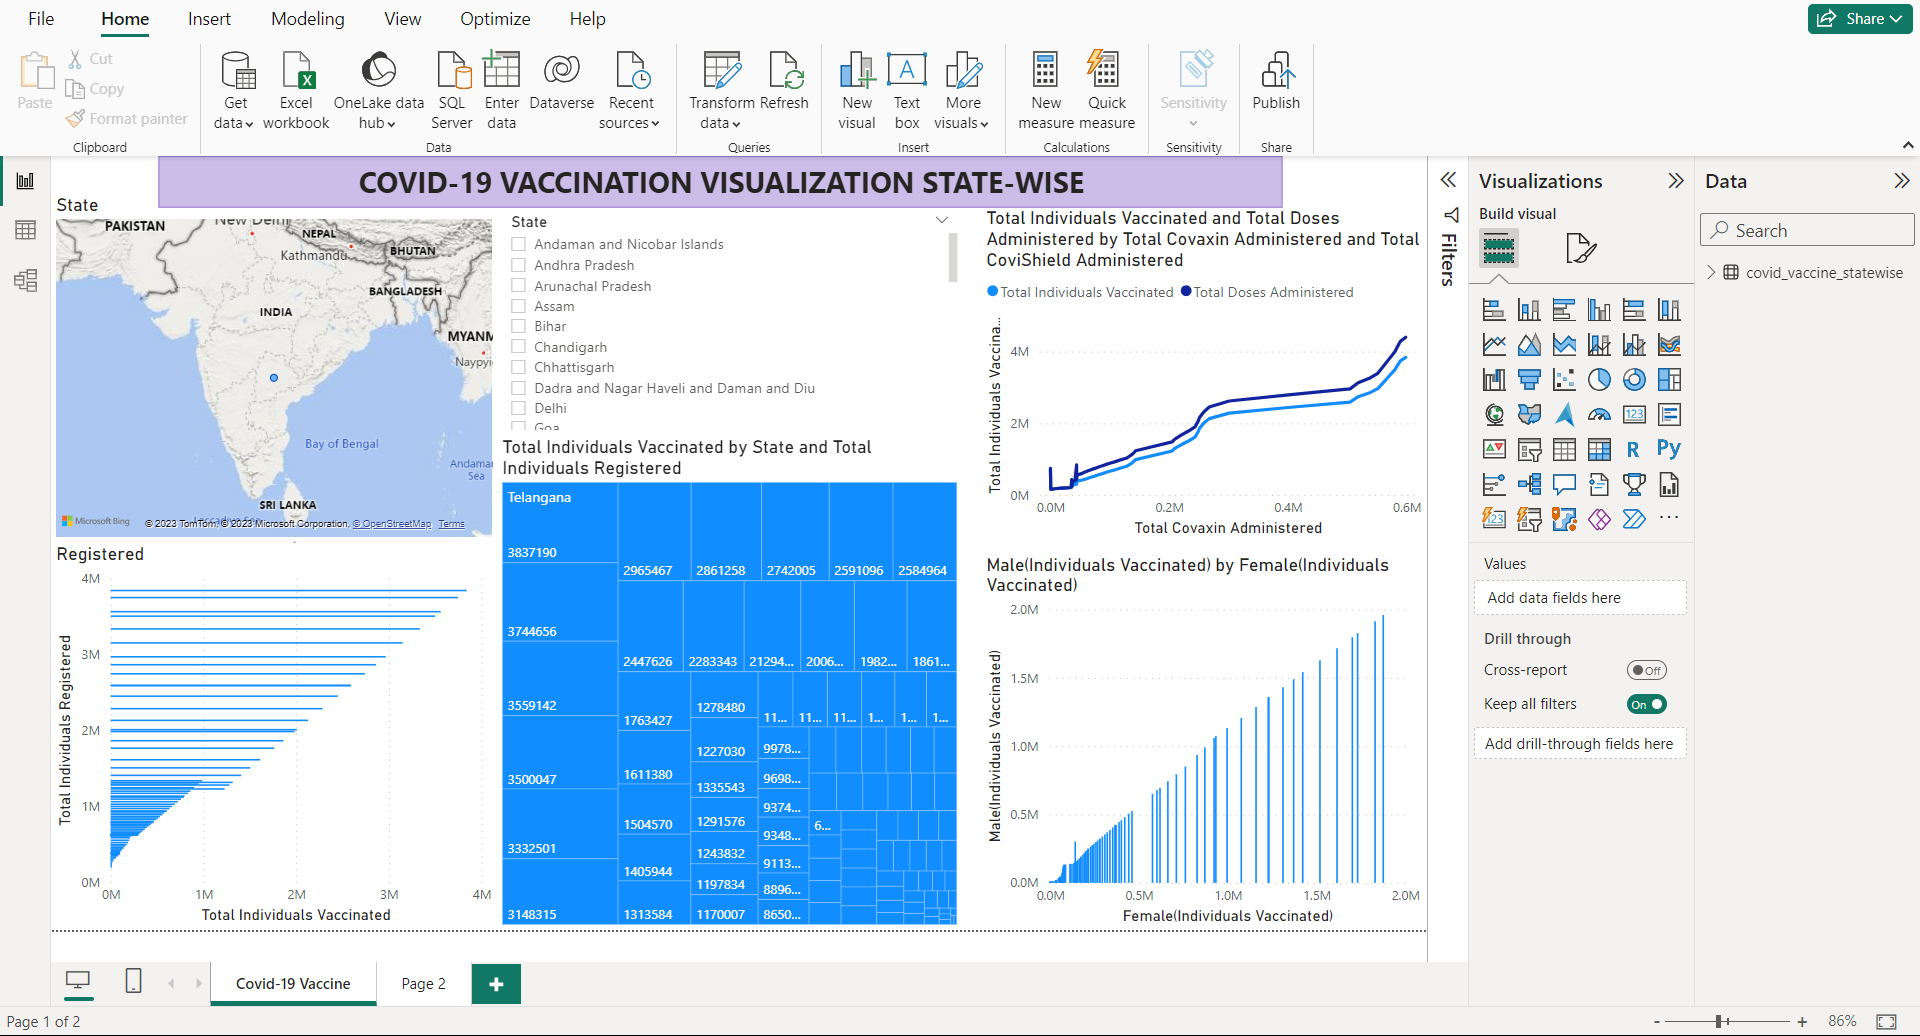 File
Home
Insert
Modeling
View
Optimize
Help
Share
Paste
Cut
Copy
Format painter
Clipboard
Get data
Excel workbook
OneLake data hub
SQL Server
Enter data
Dataverse
Recent sources
Data
Transform data
Refresh
Queries
New visual
Text box
More visuals
Insert
New measure
Quick measure
Calculations
Sensitivity
Sensitivity
Publish
Share
COVID-19 VACCINATION VISUALIZATION STATE-WISE
State
PAKISTAN
New Delhi
NEPAL
Kathmandu
BHUTAN
BANGLADESH
INDIA
MYANM
Naypyi
Bay of Bengal
Andaman
Sea
SRI LANKA
Microsoft Bing
© 2023 TomTom, © 2023 Microsoft Corporation, © OpenStreetMap Terms
State
Andaman and Nicobar Islands
Andhra Pradesh
Arunachal Pradesh
Assam
Bihar
Chandigarh
Chhattisgarh
Dadra and Nagar Haveli and Daman and Diu
Delhi
Goa
Total Individuals Vaccinated and Total Doses
Administered by Total Covaxin Administered and Total
CoviShield Administered
Total Individuals Vaccinated
Total Doses Administered
Total Individuals Vaccina...
4M
2M
0M
0.0M 0.2M 0.4M 0.6M
Total Covaxin Administered
Registered
Total Individuals Registered
4M
3M
2M
1M
0M
0M 1M 2M 3M 4M
Total Individuals Vaccinated
Total Individuals Vaccinated by State and Total
Individuals Registered
Telangana
3837190
3744656
3559142
3500047
3332501
3148315
2965467
2861258
2742005
2591096
2584964
2447626
2283343
21294...
2006...
1982...
1861...
1763427
1611380
1504570
1405944
1313584
1278480
1227030
1335543
1291576
1243832
1197834
1170007
11...
11...
11...
1...
1...
1...
9978...
9698...
9374...
9348...
9113...
8896...
8650...
6...
Male(Individuals Vaccinated) by Female(Individuals
Vaccinated)
Male(Individuals Vaccinated)
2.0M
1.5M
1.0M
0.5M
0.0M
0.0M 0.5M 1.0M 1.5M 2.0M
Female(Individuals Vaccinated)
Filters
Visualizations
Build visual
123
R
Py
123
Values
Add data fields here
Drill through
Cross-report
Off
Keep all filters
On
Add drill-through fields here
Data
Search
covid_vaccine_statewise
Covid-19 Vaccine
Page 2
+
Page 1 of 2
- + 86%